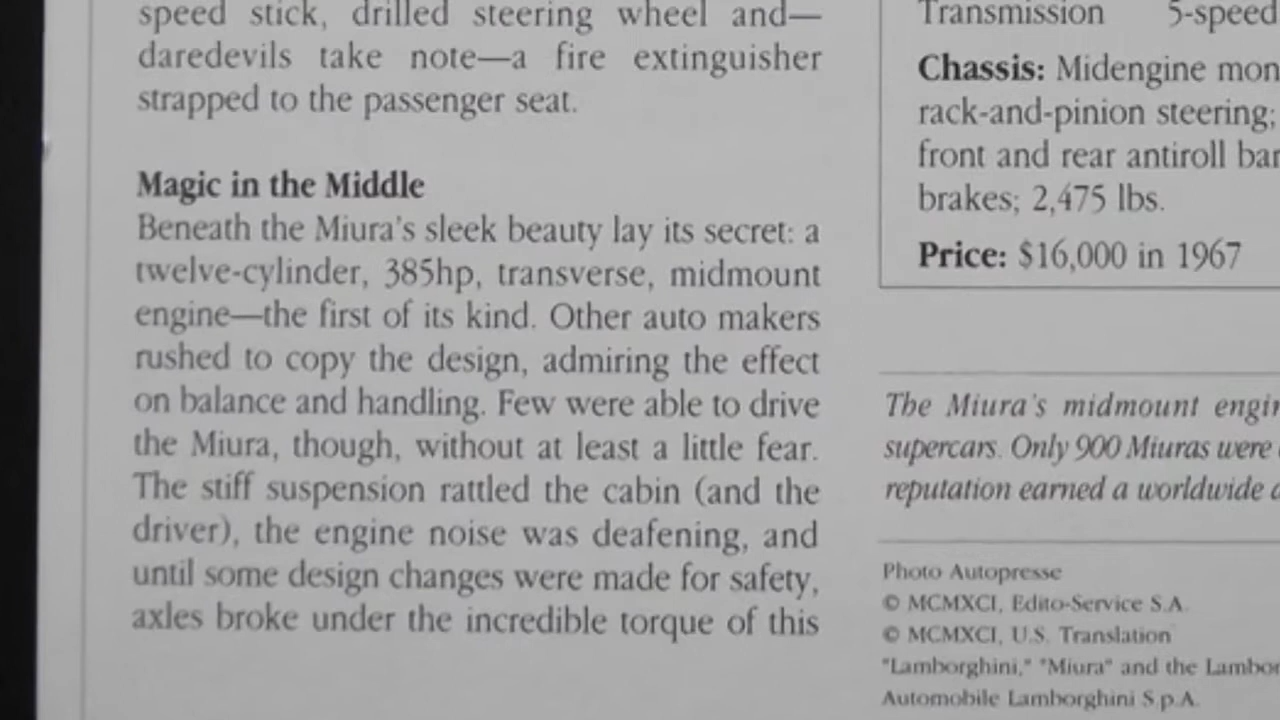 speed stick, drilled steering wheel and—
daredevils take note—a fire extinguisher
strapped to the passenger seat.
Magic in the Middle
Beneath the Miura's sleek beauty lay its secret: a
twelve-cylinder, 385hp, transverse, midmount
engine—the first of its kind. Other auto makers
rushed to copy the design, admiring the effect
on balance and handling. Few were able to drive
the Miura, though, without at least a little fear.
The stiff suspension rattled the cabin (and the
driver), the engine noise was deafening, and
until some design changes were made for safety,
axles broke under the incredible torque of this
Transmission 5-speed
Chassis: Midengine mon
rack-and-pinion steering;
front and rear antiroll bar
brakes; 2,475 lbs.
Price: $16,000 in 1967
The Miura's midmount engin
supercars. Only 900 Miuras were
reputation earned a worldwide
Photo Autopresse
© MCMXCI, Edito-Service S.A.
© MCMXCI, U.S. Translation
"Lamborghini," "Miura" and the Lambor
Automobile Lamborghini S.p.A.